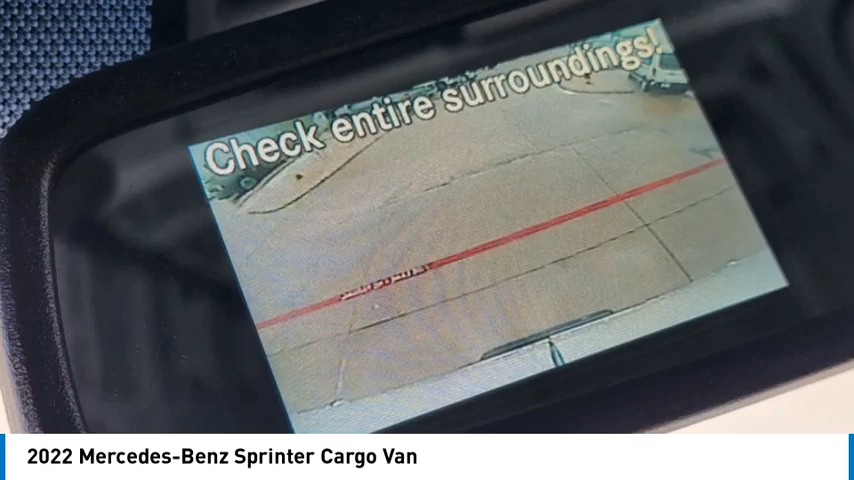 Check entire surroundings!
2022 Mercedes-Benz Sprinter Cargo Van